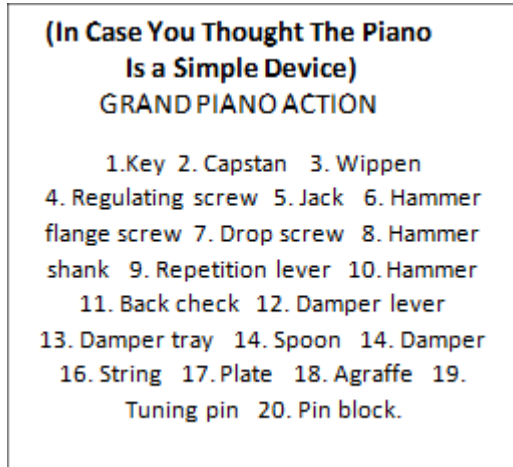 (In Case You Thought The Piano
Is a Simple Device)
GRAND PIANO ACTION
1.Key 2. Capstan 3. Wippen
4. Regulating screw 5. Jack 6. Hammer
flange screw 7. Drop screw 8. Hammer
shank 9. Repetition lever 10. Hammer
11. Back check 12. Damper lever
13. Damper tray 14. Spoon 14. Damper
16. String 17. Plate 18. Agraffe 19.
Tuning pin 20. Pin block.